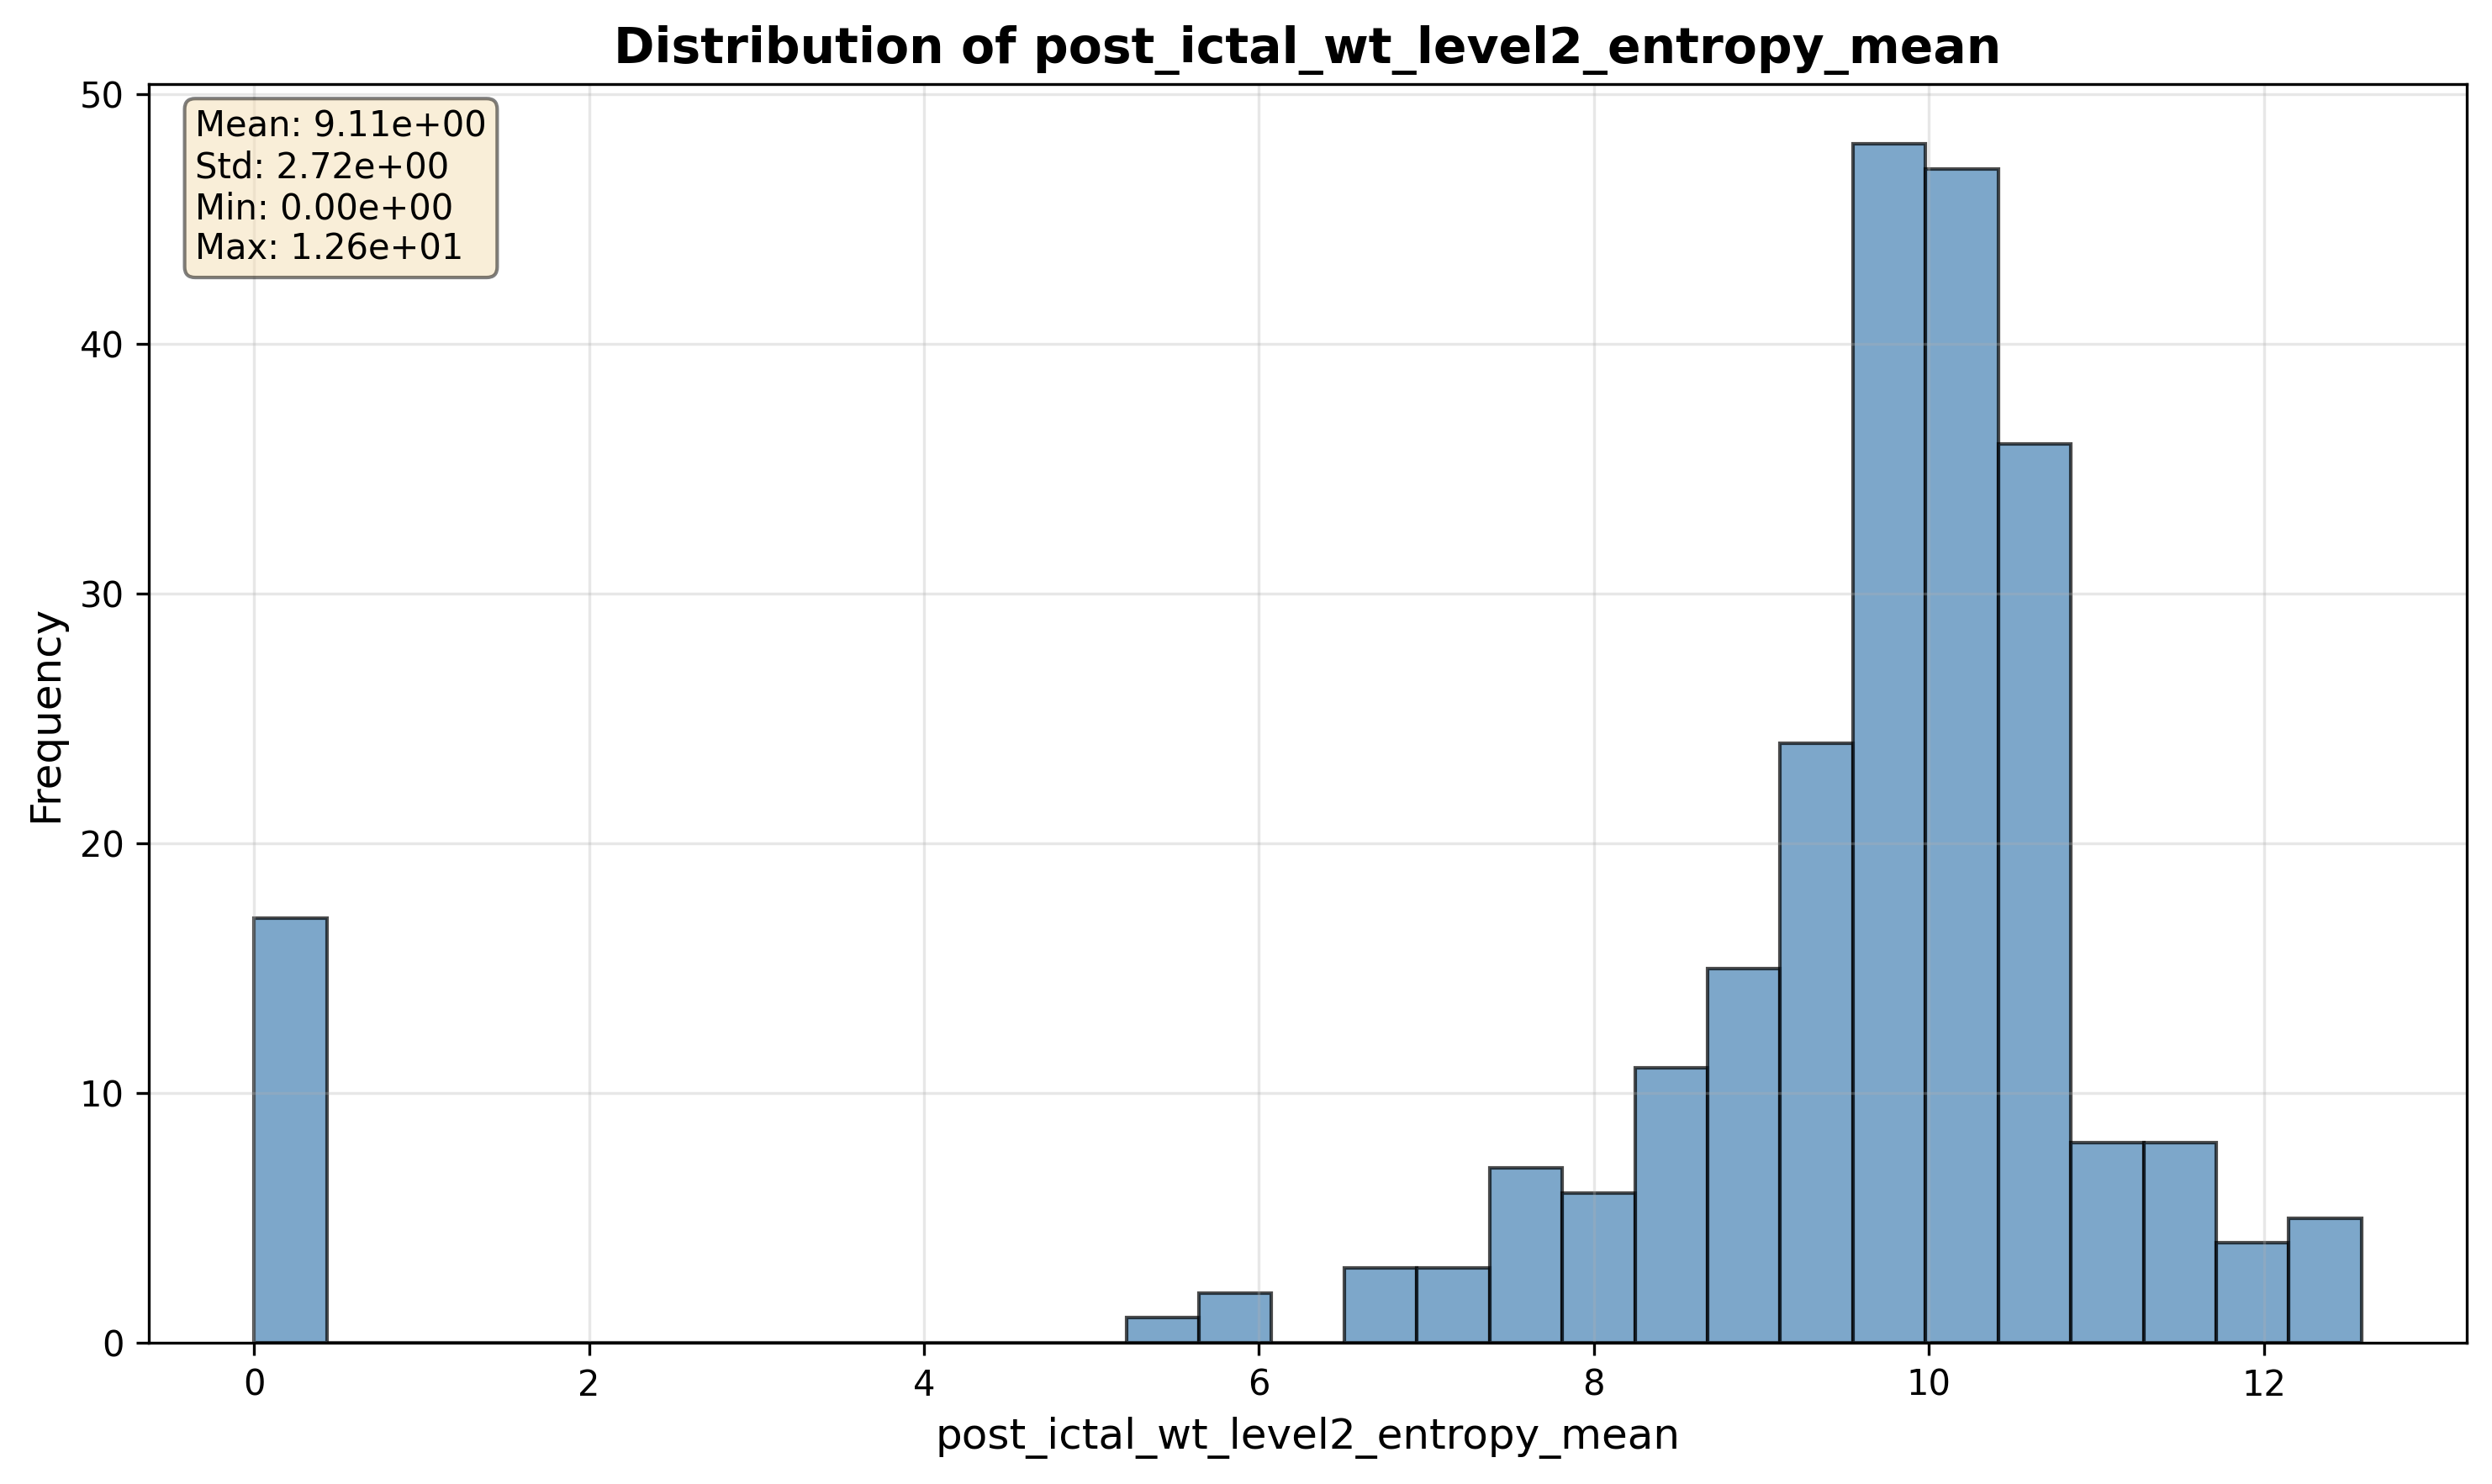 Distribution of post_ictal_wt_level2_entropy_mean
Mean: 9.11e+00
Std: 2.72e+00
Min: 0.00e+00
Max: 1.26e+01
50
40
30
20
10
0
Frequency
0 2 4 6 8 10 12
post_ictal_wt_level2_entropy_mean